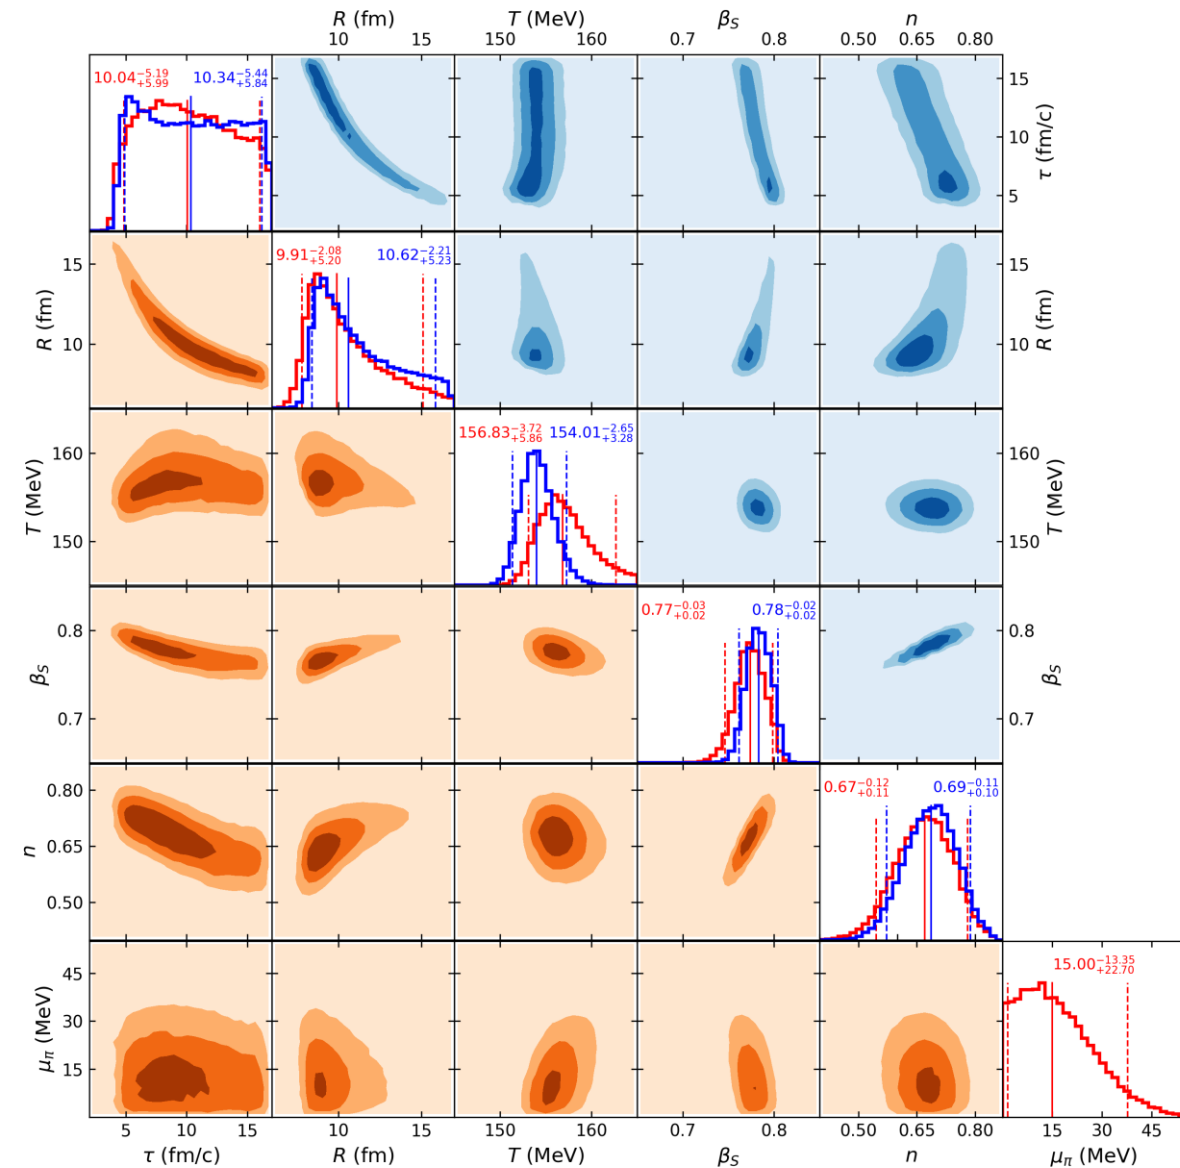 R (fm) T (MeV) β_S n
10 15 150 160 0.7 0.8 0.50 0.65 0.80
10.04^{-5.19}_{+5.99} 10.34^{-5.44}_{+5.84}
15
10
5
τ (fm/c)
R (fm)
15
10
9.91^{-2.08}_{+5.20} 10.62^{-2.21}_{+5.23}
15
10
R (fm)
T (MeV)
160
150
156.83^{-3.72}_{+5.86} 154.01^{-2.65}_{+3.28}
160
150
T (MeV)
β_S
0.8
0.7
0.77^{-0.03}_{+0.02} 0.78^{-0.02}_{+0.02}
0.8
0.7
β_S
n
0.80
0.65
0.50
0.67^{-0.12}_{+0.11} 0.69^{-0.11}_{+0.10}
μ_π (MeV)
45
30
15
15.00^{-13.35}_{+22.70}
5 10 15 10 15 150 160 0.7 0.8 0.50 0.65 0.80 15 30 45
τ (fm/c) R (fm) T (MeV) β_S n μ_π (MeV)